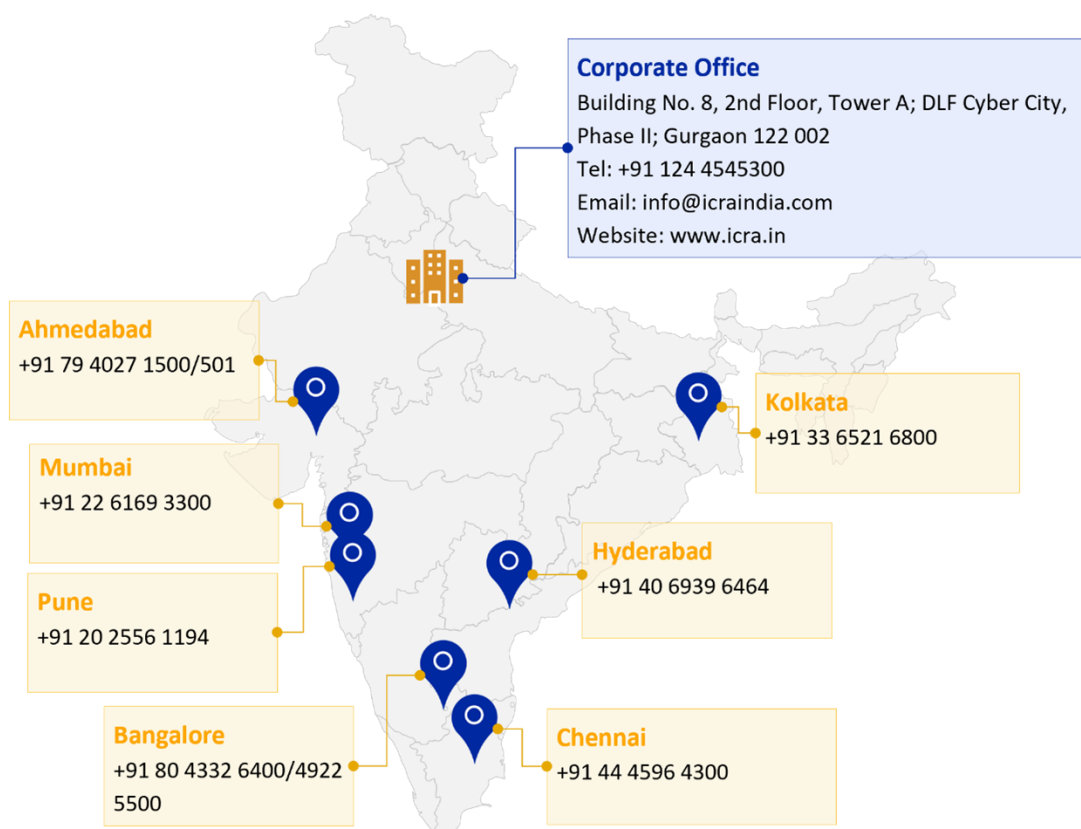 Corporate Office
Building No. 8, 2nd Floor, Tower A; DLF Cyber City,
Phase II; Gurgaon 122 002
Tel: +91 124 4545300
Email: info@icraindia.com
Website: www.icra.in
Ahmedabad
+91 79 4027 1500/501
Kolkata
+91 33 6521 6800
Mumbai
+91 22 6169 3300
Hyderabad
+91 40 6939 6464
Pune
+91 20 2556 1194
Bangalore
+91 80 4332 6400/4922
5500
Chennai
+91 44 4596 4300